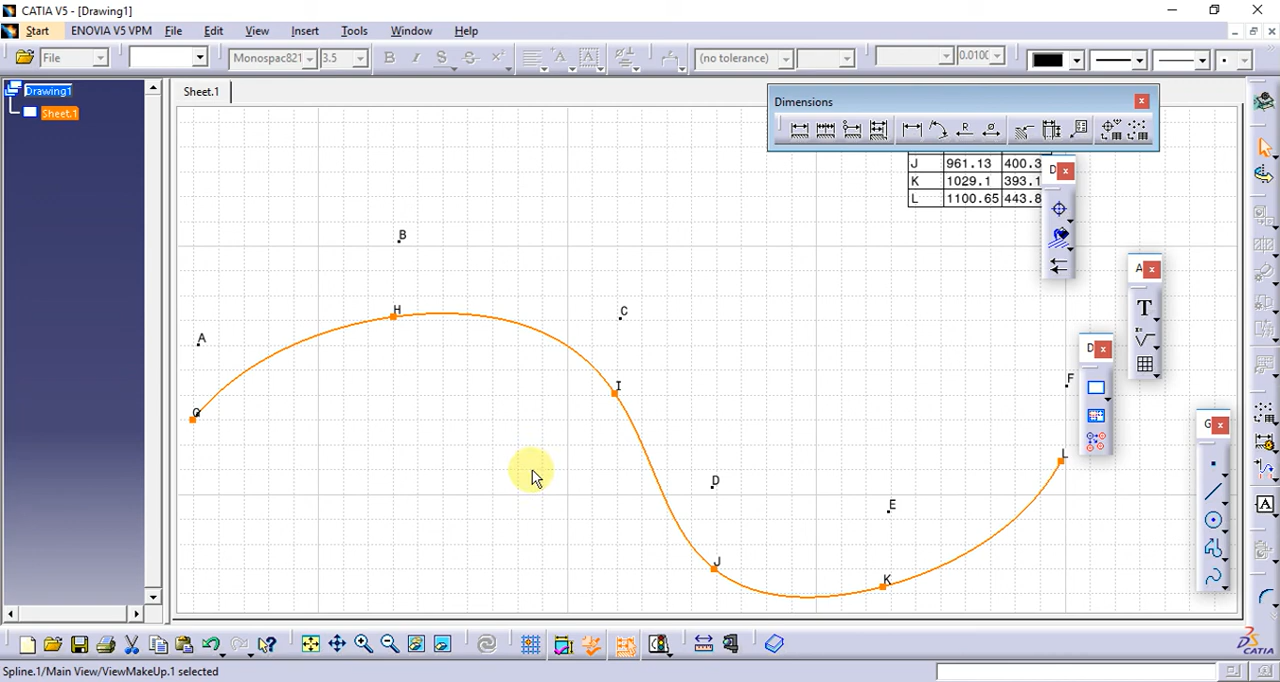 CATIA V5 - [Drawing1]
Start ENOVIA V5 VPM File Edit View Insert Tools Window Help
File Monospac821 3.5 B I S S (no tolerance) 0.010
Drawing1
Sheet.1
Sheet.1
Dimensions
J 961.13 400.3
K 1029.1 393.1
L 1100.65 443.8
D
A
D
G
T
A
B
C
D
E
F
G
H
I
J
K
L
CATIA
Spline.1/Main View/ViewMakeUp.1 selected